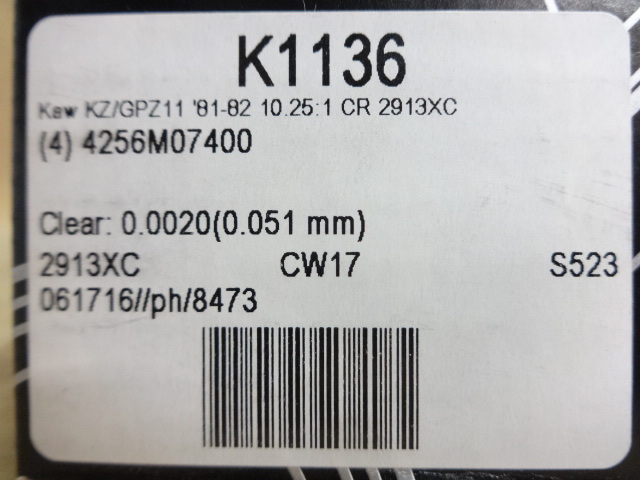 K1136
Kaw KZ/GPZ11 '81-82 10.25:1 CR 2913XC
(4) 4256M07400
Clear: 0.0020(0.051 mm)
2913XC CW17 S523
061716//ph/8473